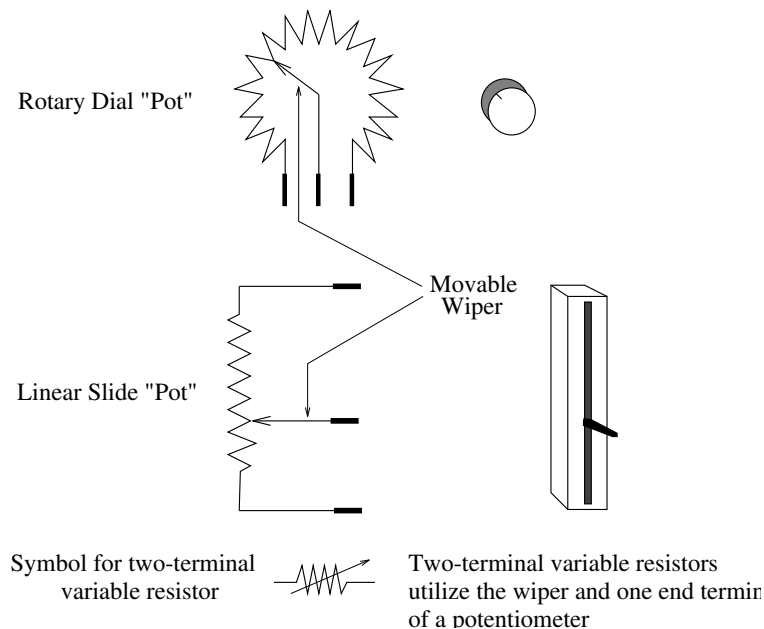 Rotary Dial "Pot"
Movable
Wiper
Linear Slide "Pot"
Symbol for two-terminal
variable resistor
Two-terminal variable resistors
utilize the wiper and one end termin
of a potentiometer